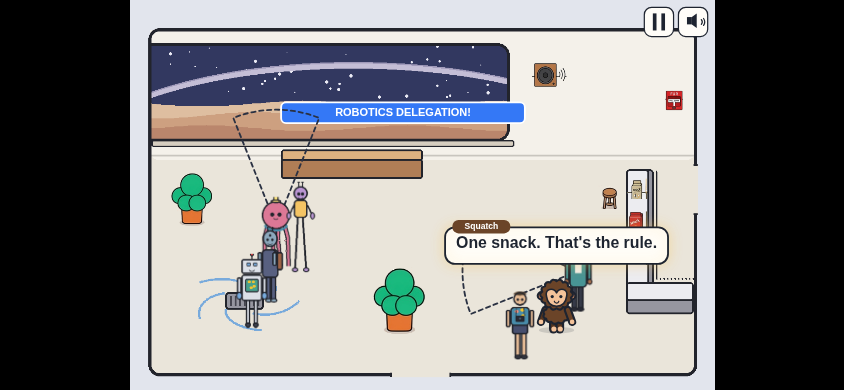 ROBOTICS DELEGATION!
Squatch
One snack. That's the rule.